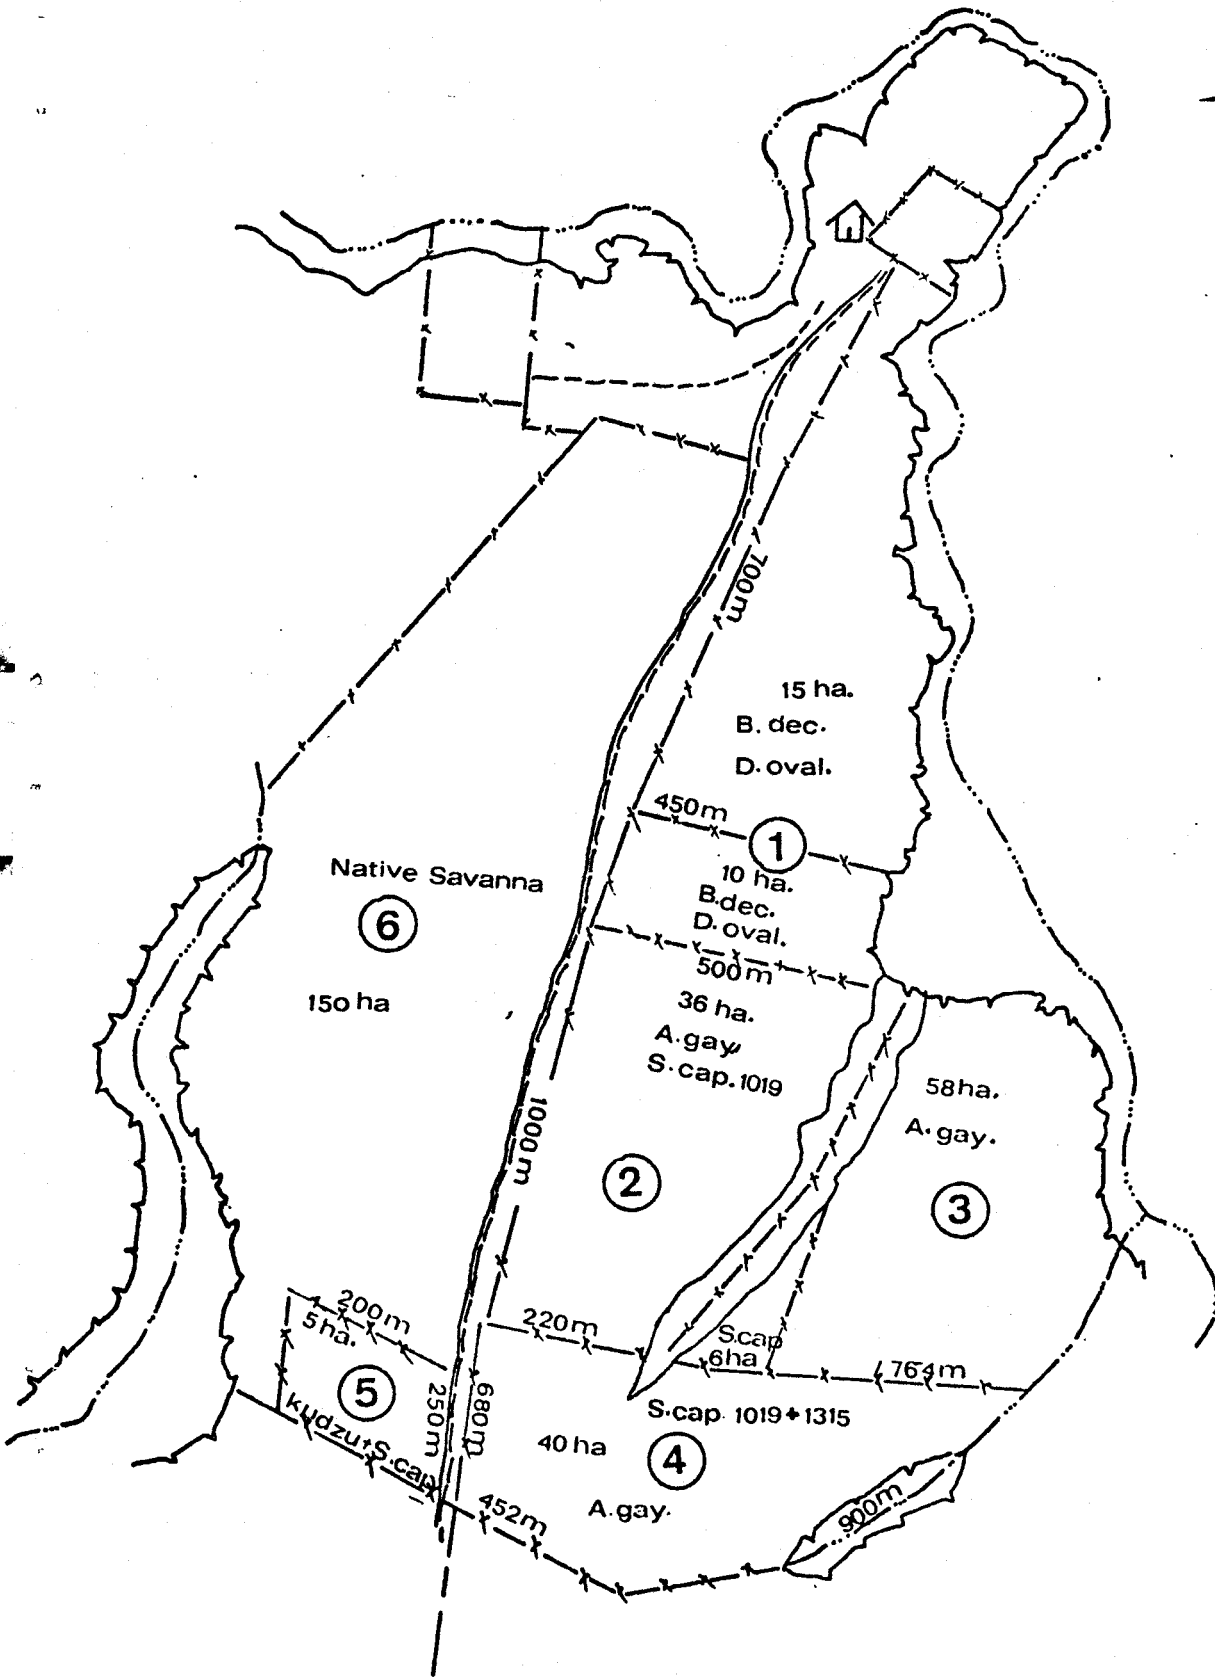 700m
15 ha.
B. dec.
D. oval.
450m
1
10 ha.
B.dec.
D. oval.
500m
Native Savanna
6
150 ha
36 ha.
A.gay,
S.cap. 1019
2
1000m
58ha.
A.gay.
3
200m
5ha.
5
kudzu+S.cap
250m
680m
220m
S.cap
6ha
764m
S.cap. 1019+1315
40 ha
4
A.gay.
452m
900m